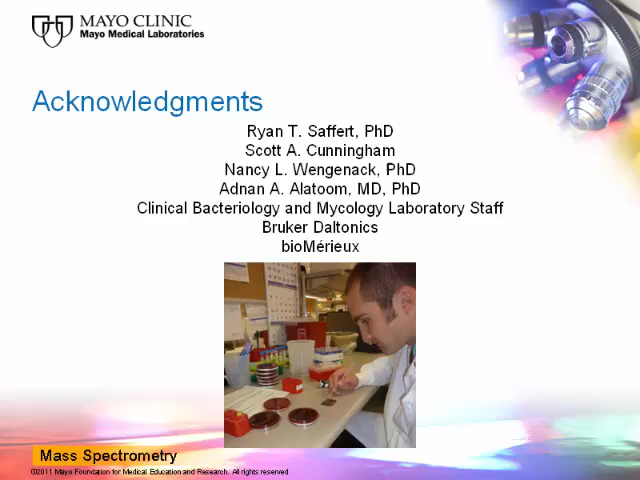 MAYO CLINIC
Mayo Medical Laboratories
Acknowledgments
Ryan T. Saffert, PhD
Scott A. Cunningham
Nancy L. Wengenack, PhD
Adnan A. Alatoom, MD, PhD
Clinical Bacteriology and Mycology Laboratory Staff
Bruker Daltonics
bioMérieux
Mass Spectrometry
©2011 Mayo Foundation for Medical Education and Research. All rights reserved.